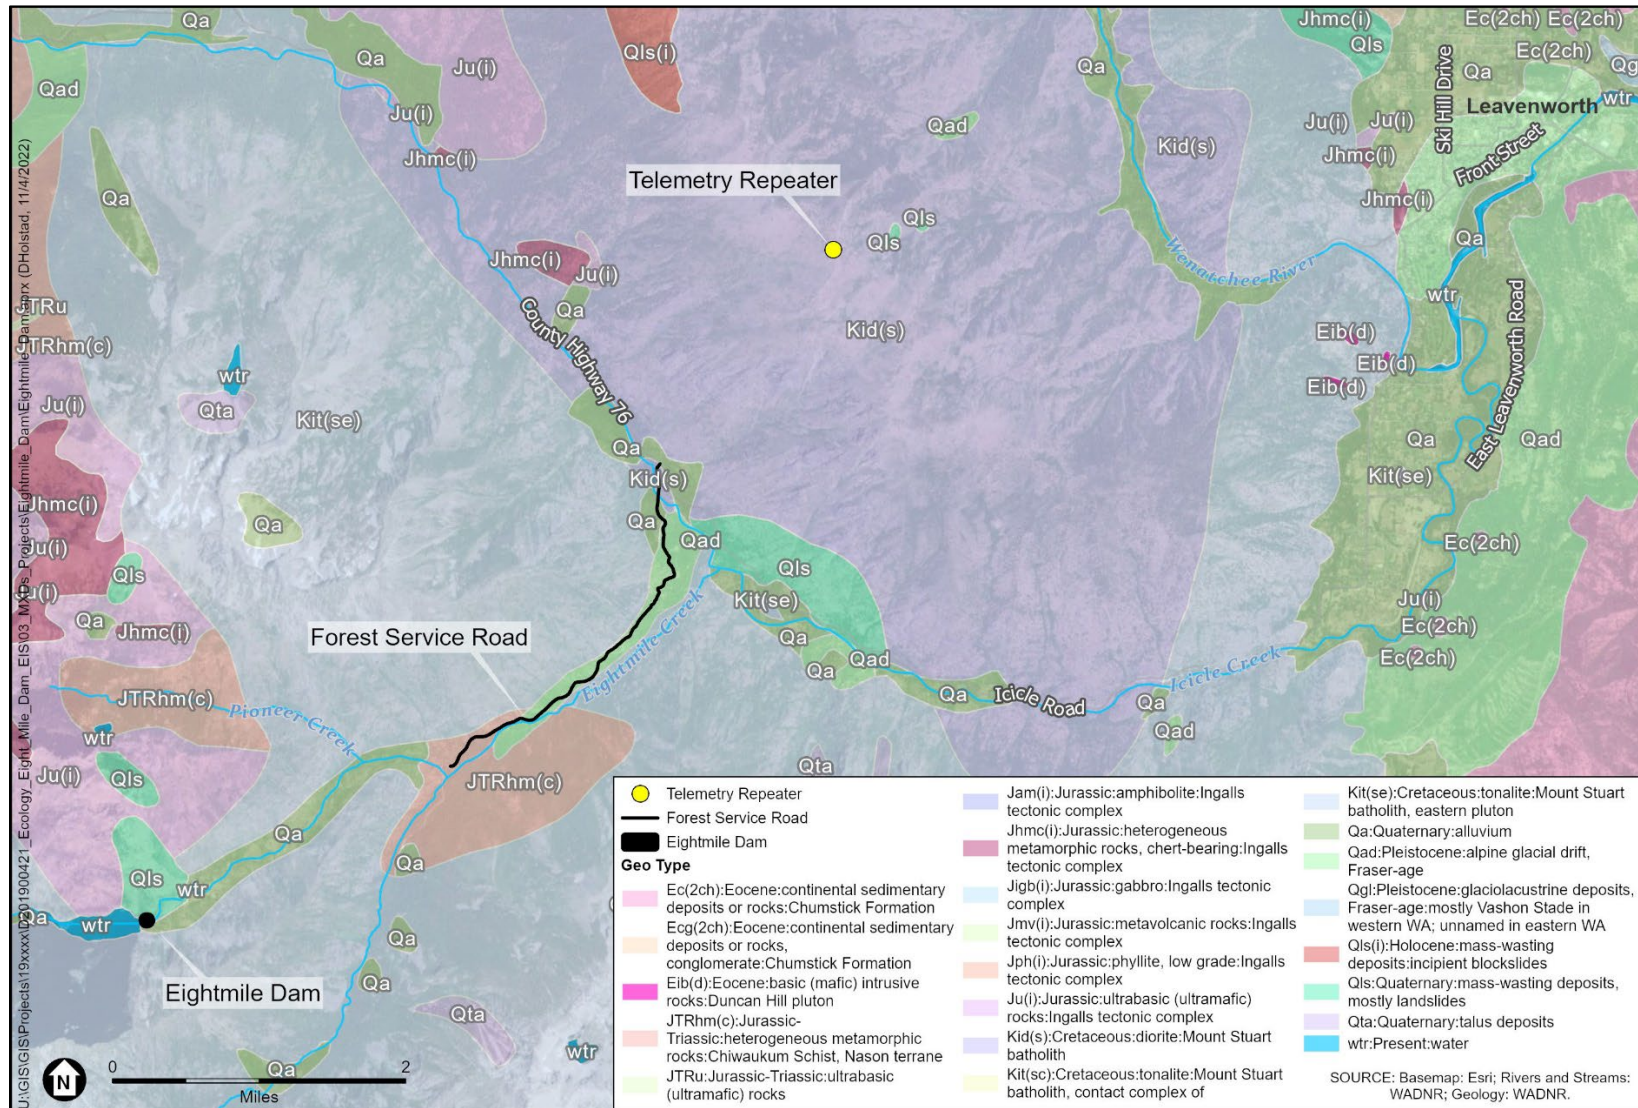 Qa
Ju(i)
Qls(i)
Qa
Jhmc(i)
Qls
Ec(2ch)
Ec(2ch)
Ec(2ch)
Qa
Qg
Qad
Ju(i)
Jhmc(i)
Qad
Kid(s)
Ski Hill Drive
Leavenworth
wtr
Ju(i)
Ju(i)
Jhmc(i)
Front Street
Jhmc(i)
Telemetry Repeater
Qa
Qls
Qls
Qa
Wenatchee River
wtr
Jhmc(i)
Ju(i)
Qa
County Highway 76
Kid(s)
JTRu
JTRhm(c)
wtr
Qta
Kit(se)
Ju(i)
Eib(d)
Eib(d)
Eib(d)
East Leavenworth Road
Qa
Qad
Kit(se)
Qa
Kid(s)
Jhmc(i)
Qa
Qa
Ju(i)
Qad
Ec(2ch)
Qls
Qls
Kit(se)
Ju(i)
Ju(i)
Qa
Jhmc(i)
Forest Service Road
Eightmile Creek
Qa
Qa
Qad
Ec(2ch)
Ec(2ch)
Icicle Creek
JTRhm(c)
Pioneer Creek
Qa
Icicle Road
Qa
Qad
wtr
Ju(i)
Qls
JTRhm(c)
Qta
Qa
Qls
wtr
Qa
Qa
wtr
Qa
Eightmile Dam
Qa
Qta
wtr
Qa
N
0
2
Miles
U:\GIS\GIS\Projects\19xxxx\D201900421_Ecology_Eight_Mile_Dam_EIS\03_MXDs_Projects\Eightmile_Dam\Eightmile_Dam.aprx (DHolstad, 11/4/2022)
Telemetry Repeater
Forest Service Road
Eightmile Dam
Geo Type
Ec(2ch):Eocene:continental sedimentary
deposits or rocks:Chumstick Formation
Ecg(2ch):Eocene:continental sedimentary
deposits or rocks,
conglomerate:Chumstick Formation
Eib(d):Eocene:basic (mafic) intrusive
rocks:Duncan Hill pluton
JTRhm(c):Jurassic-
Triassic:heterogeneous metamorphic
rocks:Chiwaukum Schist, Nason terrane
JTRu:Jurassic-Triassic:ultrabasic
(ultramafic) rocks
Jam(i):Jurassic:amphibolite:Ingalls
tectonic complex
Jhmc(i):Jurassic:heterogeneous
metamorphic rocks, chert-bearing:Ingalls
tectonic complex
Jigb(i):Jurassic:gabbro:Ingalls tectonic
complex
Jmv(i):Jurassic:metavolcanic rocks:Ingalls
tectonic complex
Jph(i):Jurassic:phyllite, low grade:Ingalls
tectonic complex
Ju(i):Jurassic:ultrabasic (ultramafic)
rocks:Ingalls tectonic complex
Kid(s):Cretaceous:diorite:Mount Stuart
batholith
Kit(sc):Cretaceous:tonalite:Mount Stuart
batholith, contact complex of
Kit(se):Cretaceous:tonalite:Mount Stuart
batholith, eastern pluton
Qa:Quaternary:alluvium
Qad:Pleistocene:alpine glacial drift,
Fraser-age
Qgl:Pleistocene:glaciolacustrine deposits,
Fraser-age:mostly Vashon Stade in
western WA; unnamed in eastern WA
Qls(i):Holocene:mass-wasting
deposits:incipient blockslides
Qls:Quaternary:mass-wasting deposits,
mostly landslides
Qta:Quaternary:talus deposits
wtr:Present:water
SOURCE: Basemap: Esri; Rivers and Streams:
WADNR; Geology: WADNR.